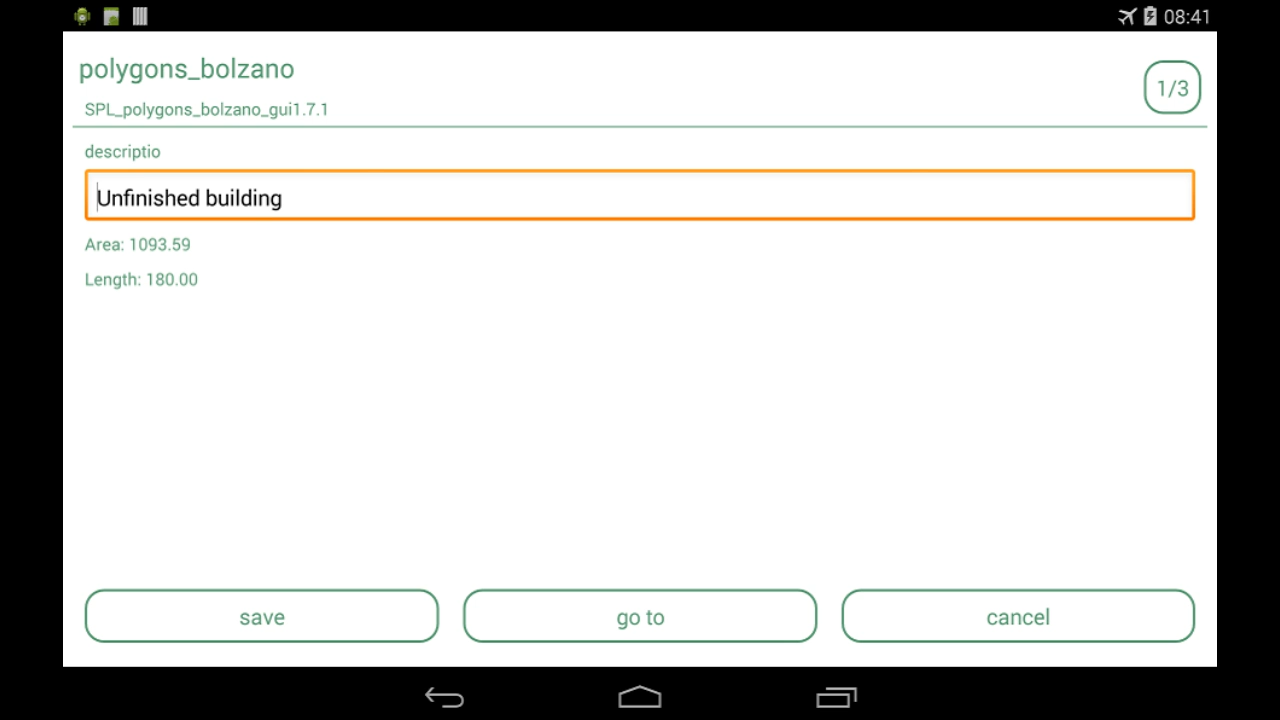 08:41
polygons_bolzano
1/3
SPL_polygons_bolzano_gui1.7.1
descriptio
Unfinished building
Area: 1093.59
Length: 180.00
save
go to
cancel